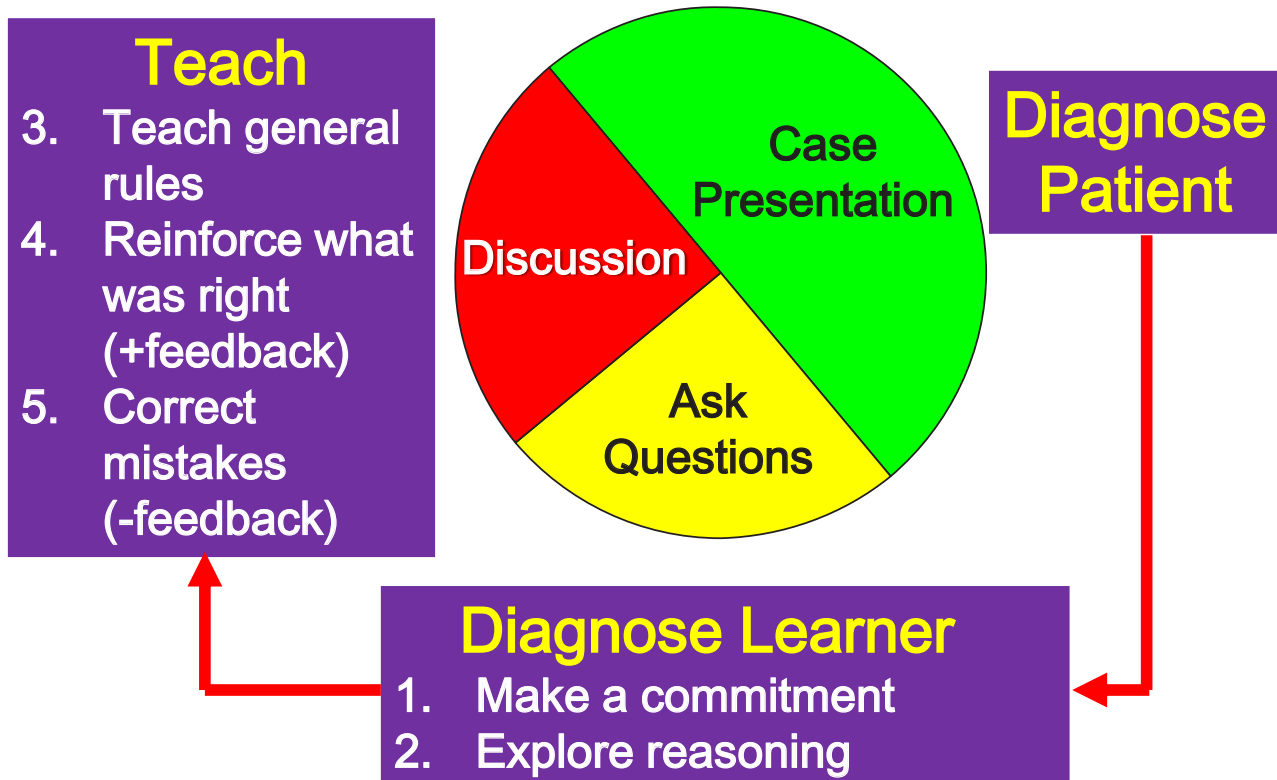 Teach
3. Teach general
rules
4. Reinforce what
was right
(+feedback)
5. Correct
mistakes
(-feedback)
Case
Presentation
Discussion
Ask
Questions
Diagnose
Patient
Diagnose Learner
1. Make a commitment
2. Explore reasoning